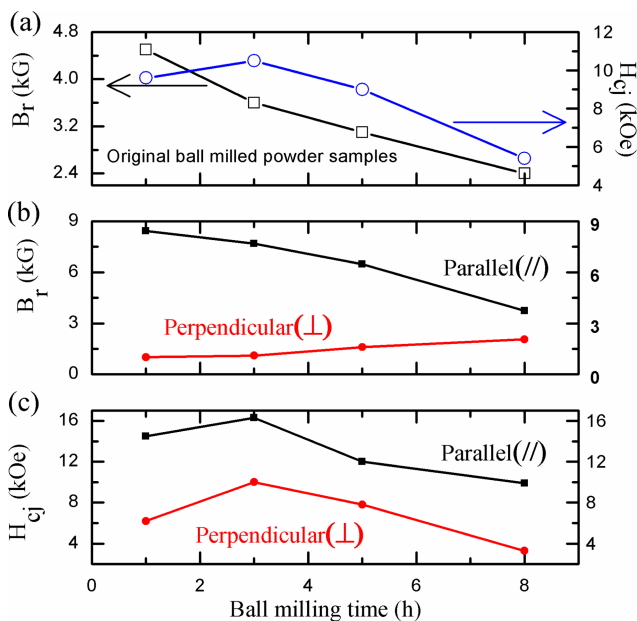 (a)
4.8
4.0
3.2
2.4
Br (kG)
12
10
8
6
4
Hcj (kOe)
Original ball milled powder samples
(b)
9
6
3
0
Br (kG)
9
6
3
0
Parallel(//)
Perpendicular(⊥)
(c)
16
12
8
4
Hcj (kOe)
16
12
8
4
Parallel(//)
Perpendicular(⊥)
0 2 4 6 8
Ball milling time (h)